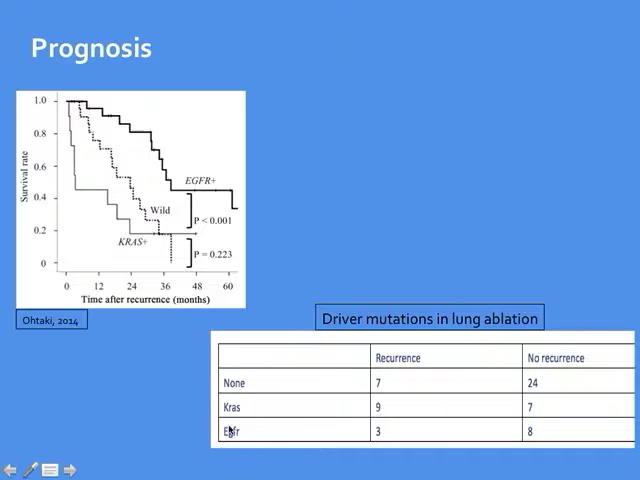 Prognosis
1.0
0.8
0.6
0.4
0.2
0
Survival rate
EGFR+
Wild
P < 0.001
KRAS+
P = 0.223
0 12 24 36 48 60
Time after recurrence (months)
Ohtaki, 2014
Driver mutations in lung ablation
Recurrence No recurrence
None 7 24
Kras 9 7
Egfr 3 8